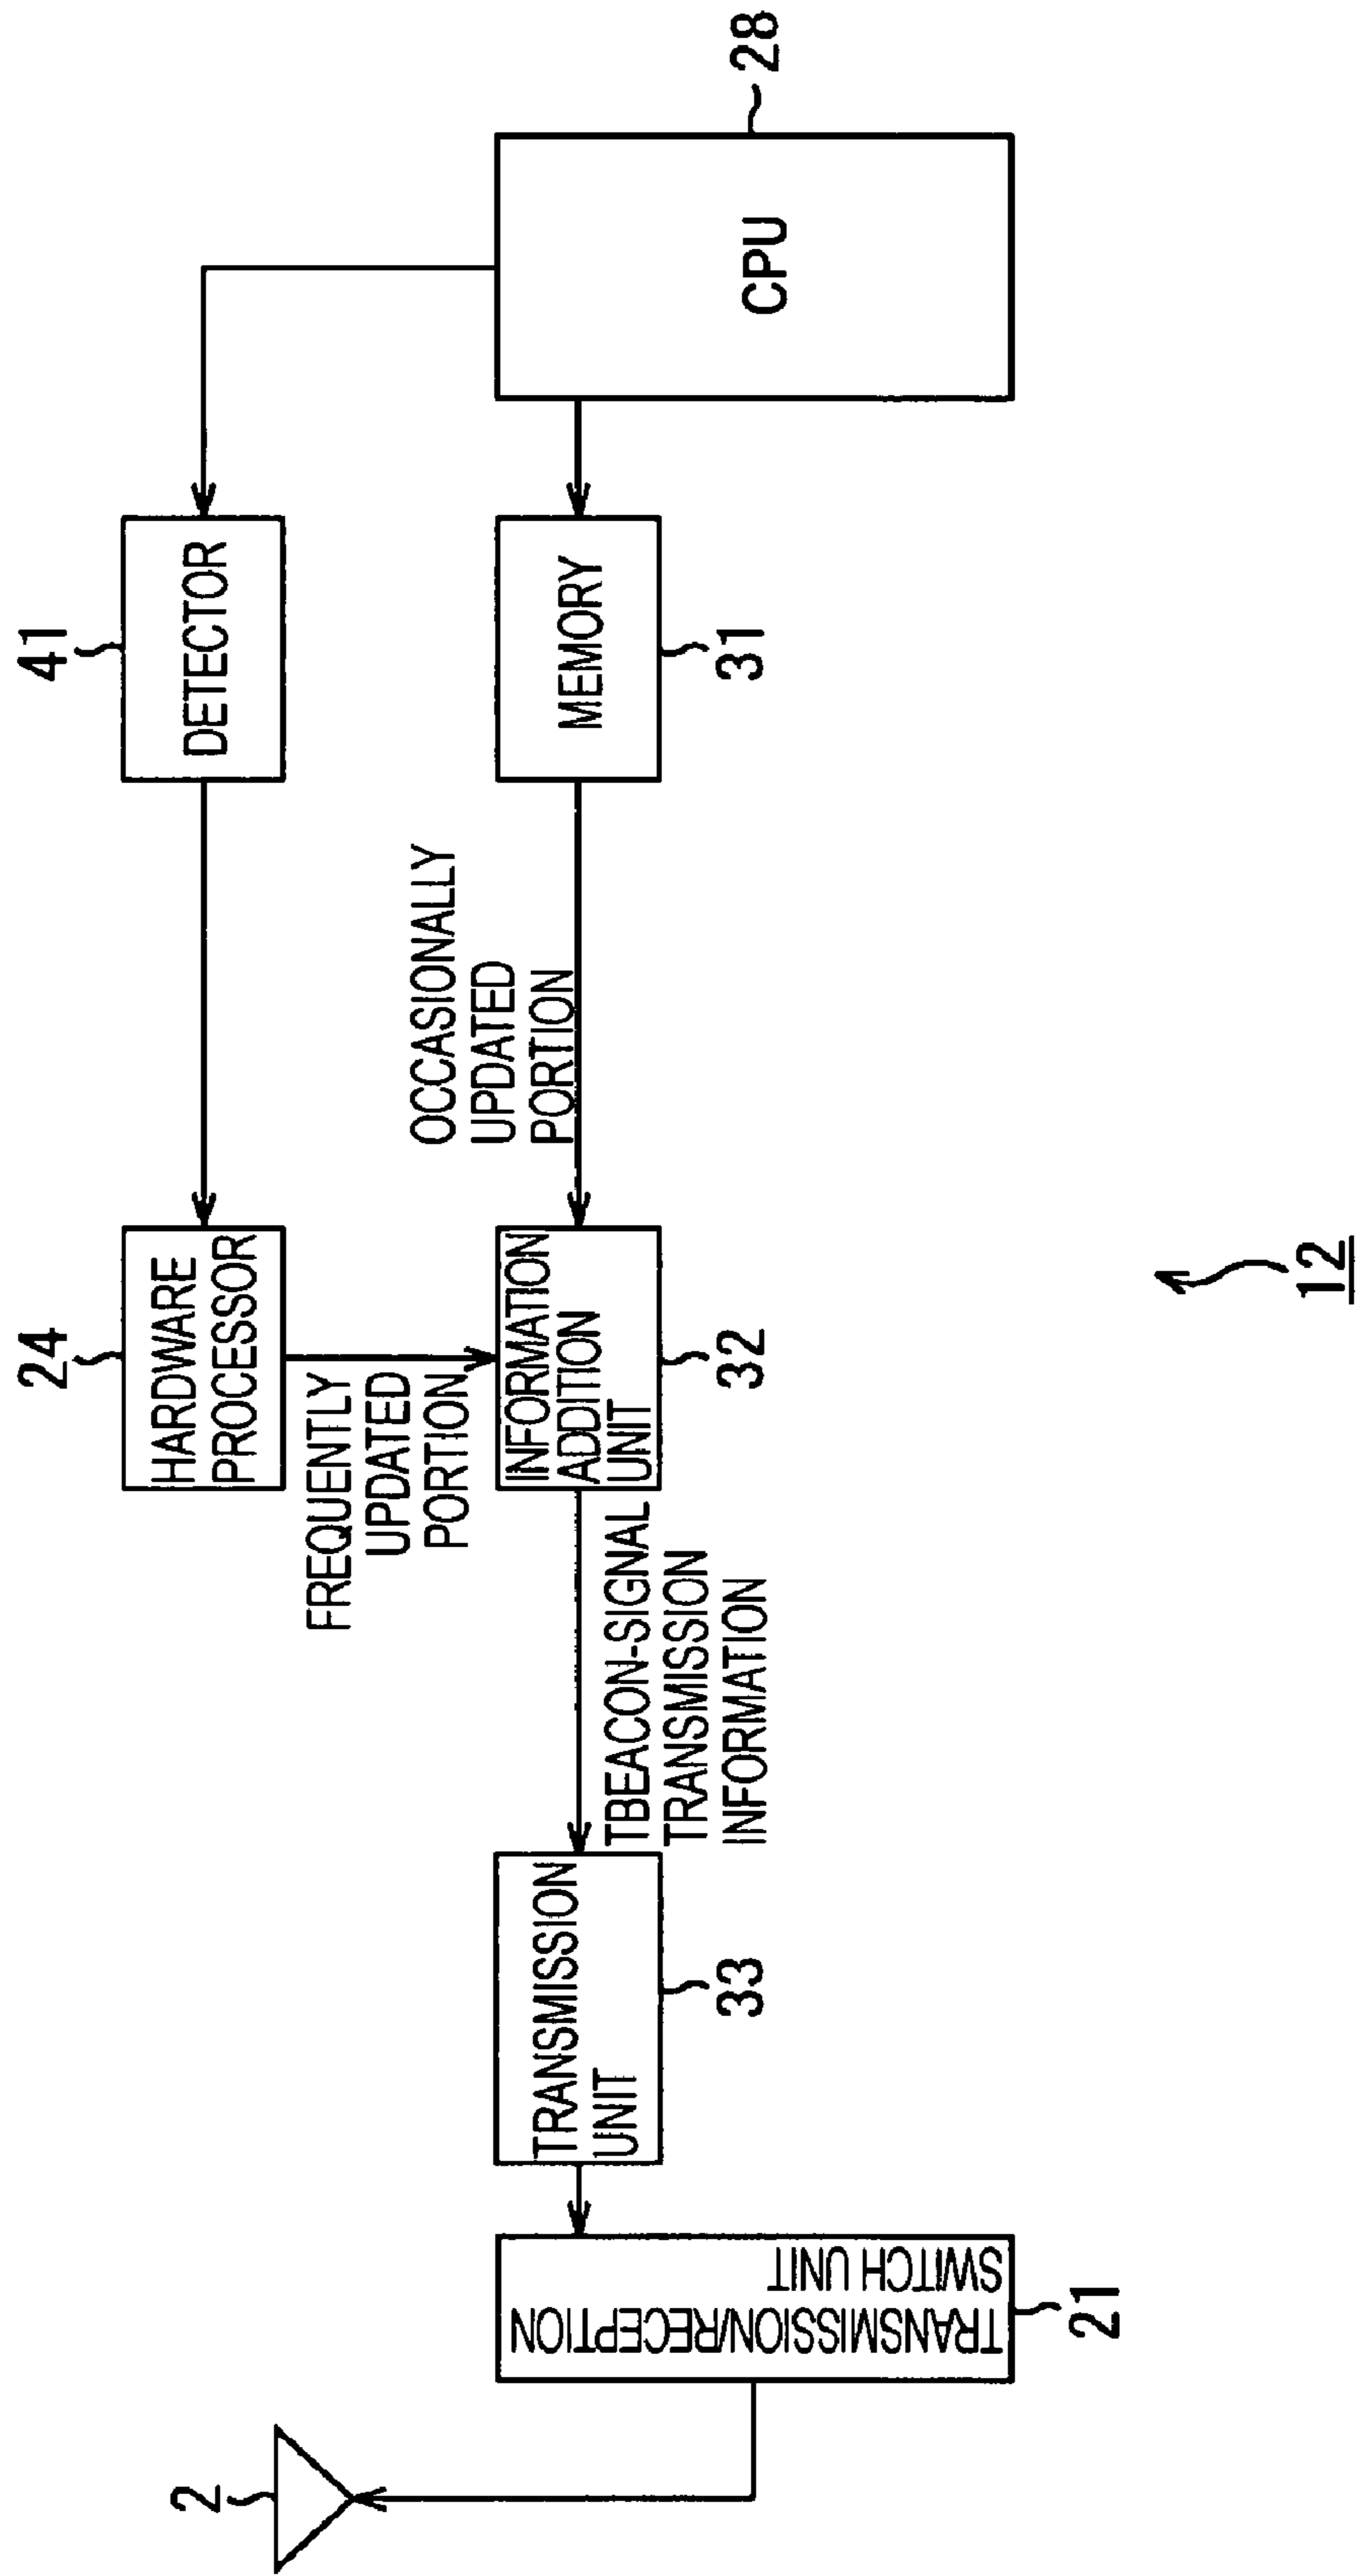 2
24
HARDWARE
PROCESSOR
41
DETECTOR
FREQUENTLY
UPDATED
PORTION
OCCASIONALLY
UPDATED
PORTION
TRANSMISSION/RECEPTION
SWITCH UNIT
21
TRANSMISSION
UNIT
33
TBEACON-SIGNAL
TRANSMISSION
INFORMATION
INFORMATION
ADDITION
UNIT
32
MEMORY
31
CPU
28
12